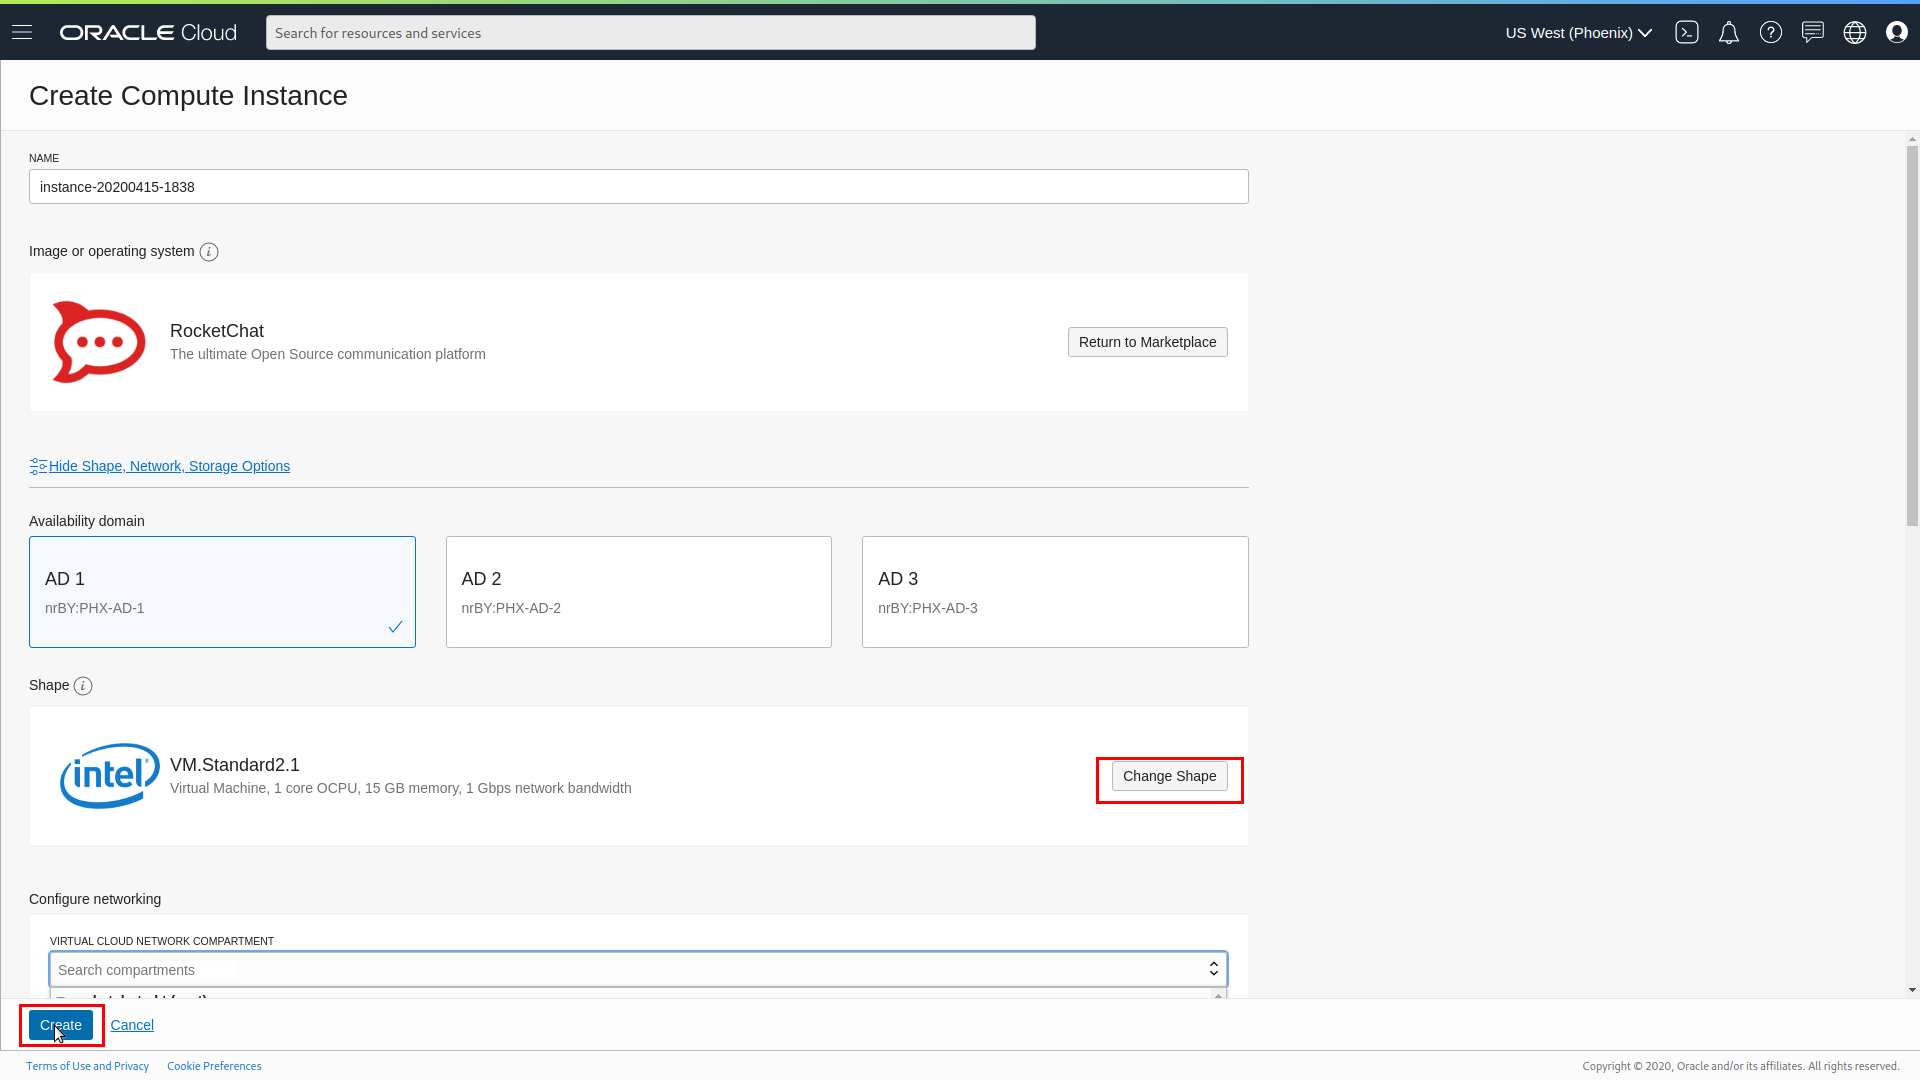 ORACLE Cloud
Search for resources and services
US West (Phoenix)
Create Compute Instance
NAME
instance-20200415-1838
Image or operating system
RocketChat
The ultimate Open Source communication platform
Return to Marketplace
Hide Shape, Network, Storage Options
Availability domain
AD 1
nrBY:PHX-AD-1
AD 2
nrBY:PHX-AD-2
AD 3
nrBY:PHX-AD-3
Shape
intel
VM.Standard2.1
Virtual Machine, 1 core OCPU, 15 GB memory, 1 Gbps network bandwidth
Change Shape
Configure networking
VIRTUAL CLOUD NETWORK COMPARTMENT
Search compartments
Create
Cancel
Terms of Use and Privacy
Cookie Preferences
Copyright © 2020, Oracle and/or its affiliates. All rights reserved.